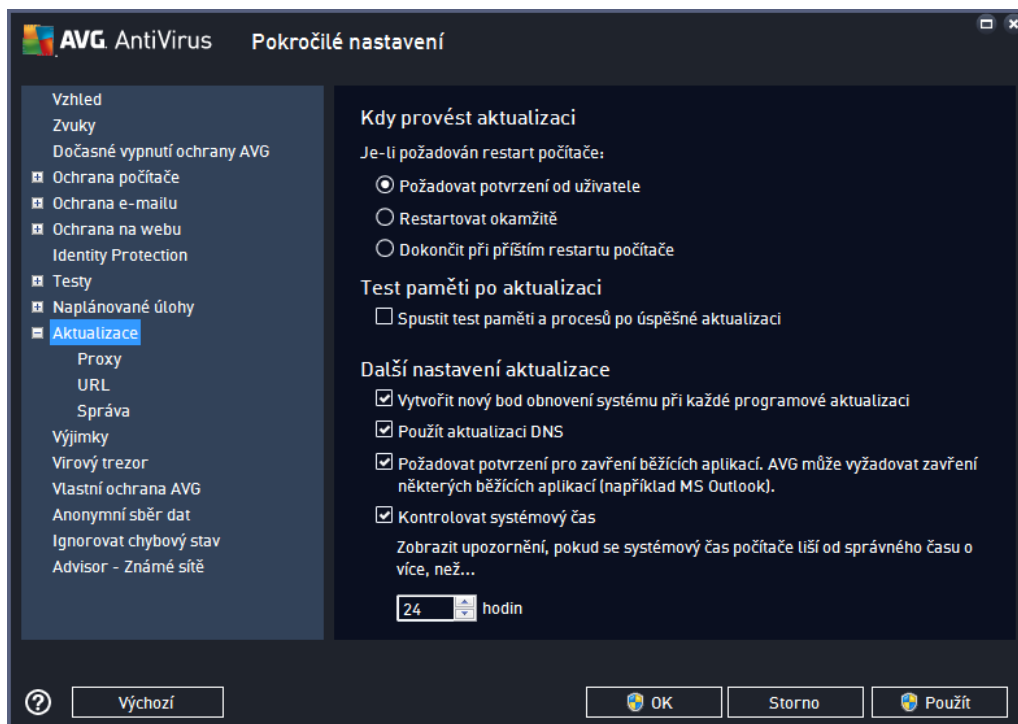 AVG AntiVirus Pokročilé nastavení
Vzhled
Zvuky
Dočasné vypnutí ochrany AVG
Ochrana počítače
Ochrana e-mailu
Ochrana na webu
Identity Protection
Testy
Naplánované úlohy
Aktualizace
Proxy
URL
Správa
Výjimky
Virový trezor
Vlastní ochrana AVG
Anonymní sběr dat
Ignorovat chybový stav
Advisor - Známé sítě
Kdy provést aktualizaci
Je-li požadován restart počítače:
Požadovat potvrzení od uživatele
Restartovat okamžitě
Dokončit při příštím restartu počítače
Test paměti po aktualizaci
Spustit test paměti a procesů po úspěšné aktualizaci
Další nastavení aktualizace
Vytvořit nový bod obnovení systému při každé programové aktualizaci
Použít aktualizaci DNS
Požadovat potvrzení pro zavření běžících aplikací. AVG může vyžadovat zavření
některých běžících aplikací (například MS Outlook).
Kontrolovat systémový čas
Zobrazit upozornění, pokud se systémový čas počítače liší od správného času o
více, než...
24 hodin
Výchozí
OK
Storno
Použít